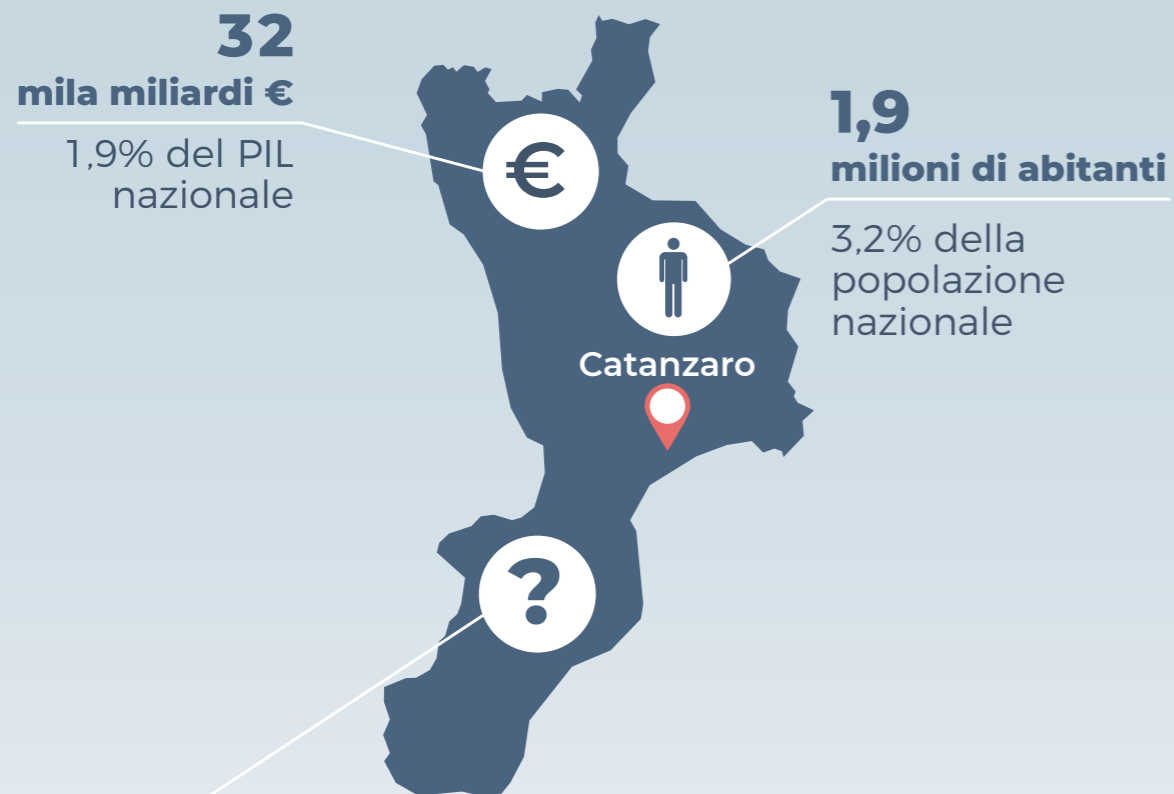 32
mila miliardi €
1,9% del PIL
nazionale
€
1,9
milioni di abitanti
3,2% della
popolazione
nazionale
Catanzaro
?